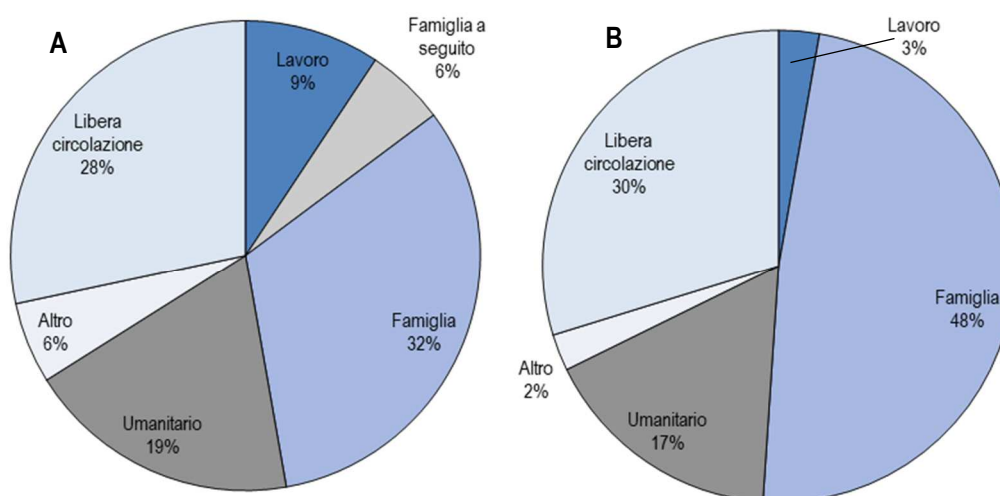 A
Lavoro
9%
Famiglia a
seguito
6%
Famiglia
32%
Umanitario
19%
Altro
6%
Libera
circolazione
28%
B
Lavoro
3%
Famiglia
48%
Umanitario
17%
Altro
2%
Libera
circolazione
30%